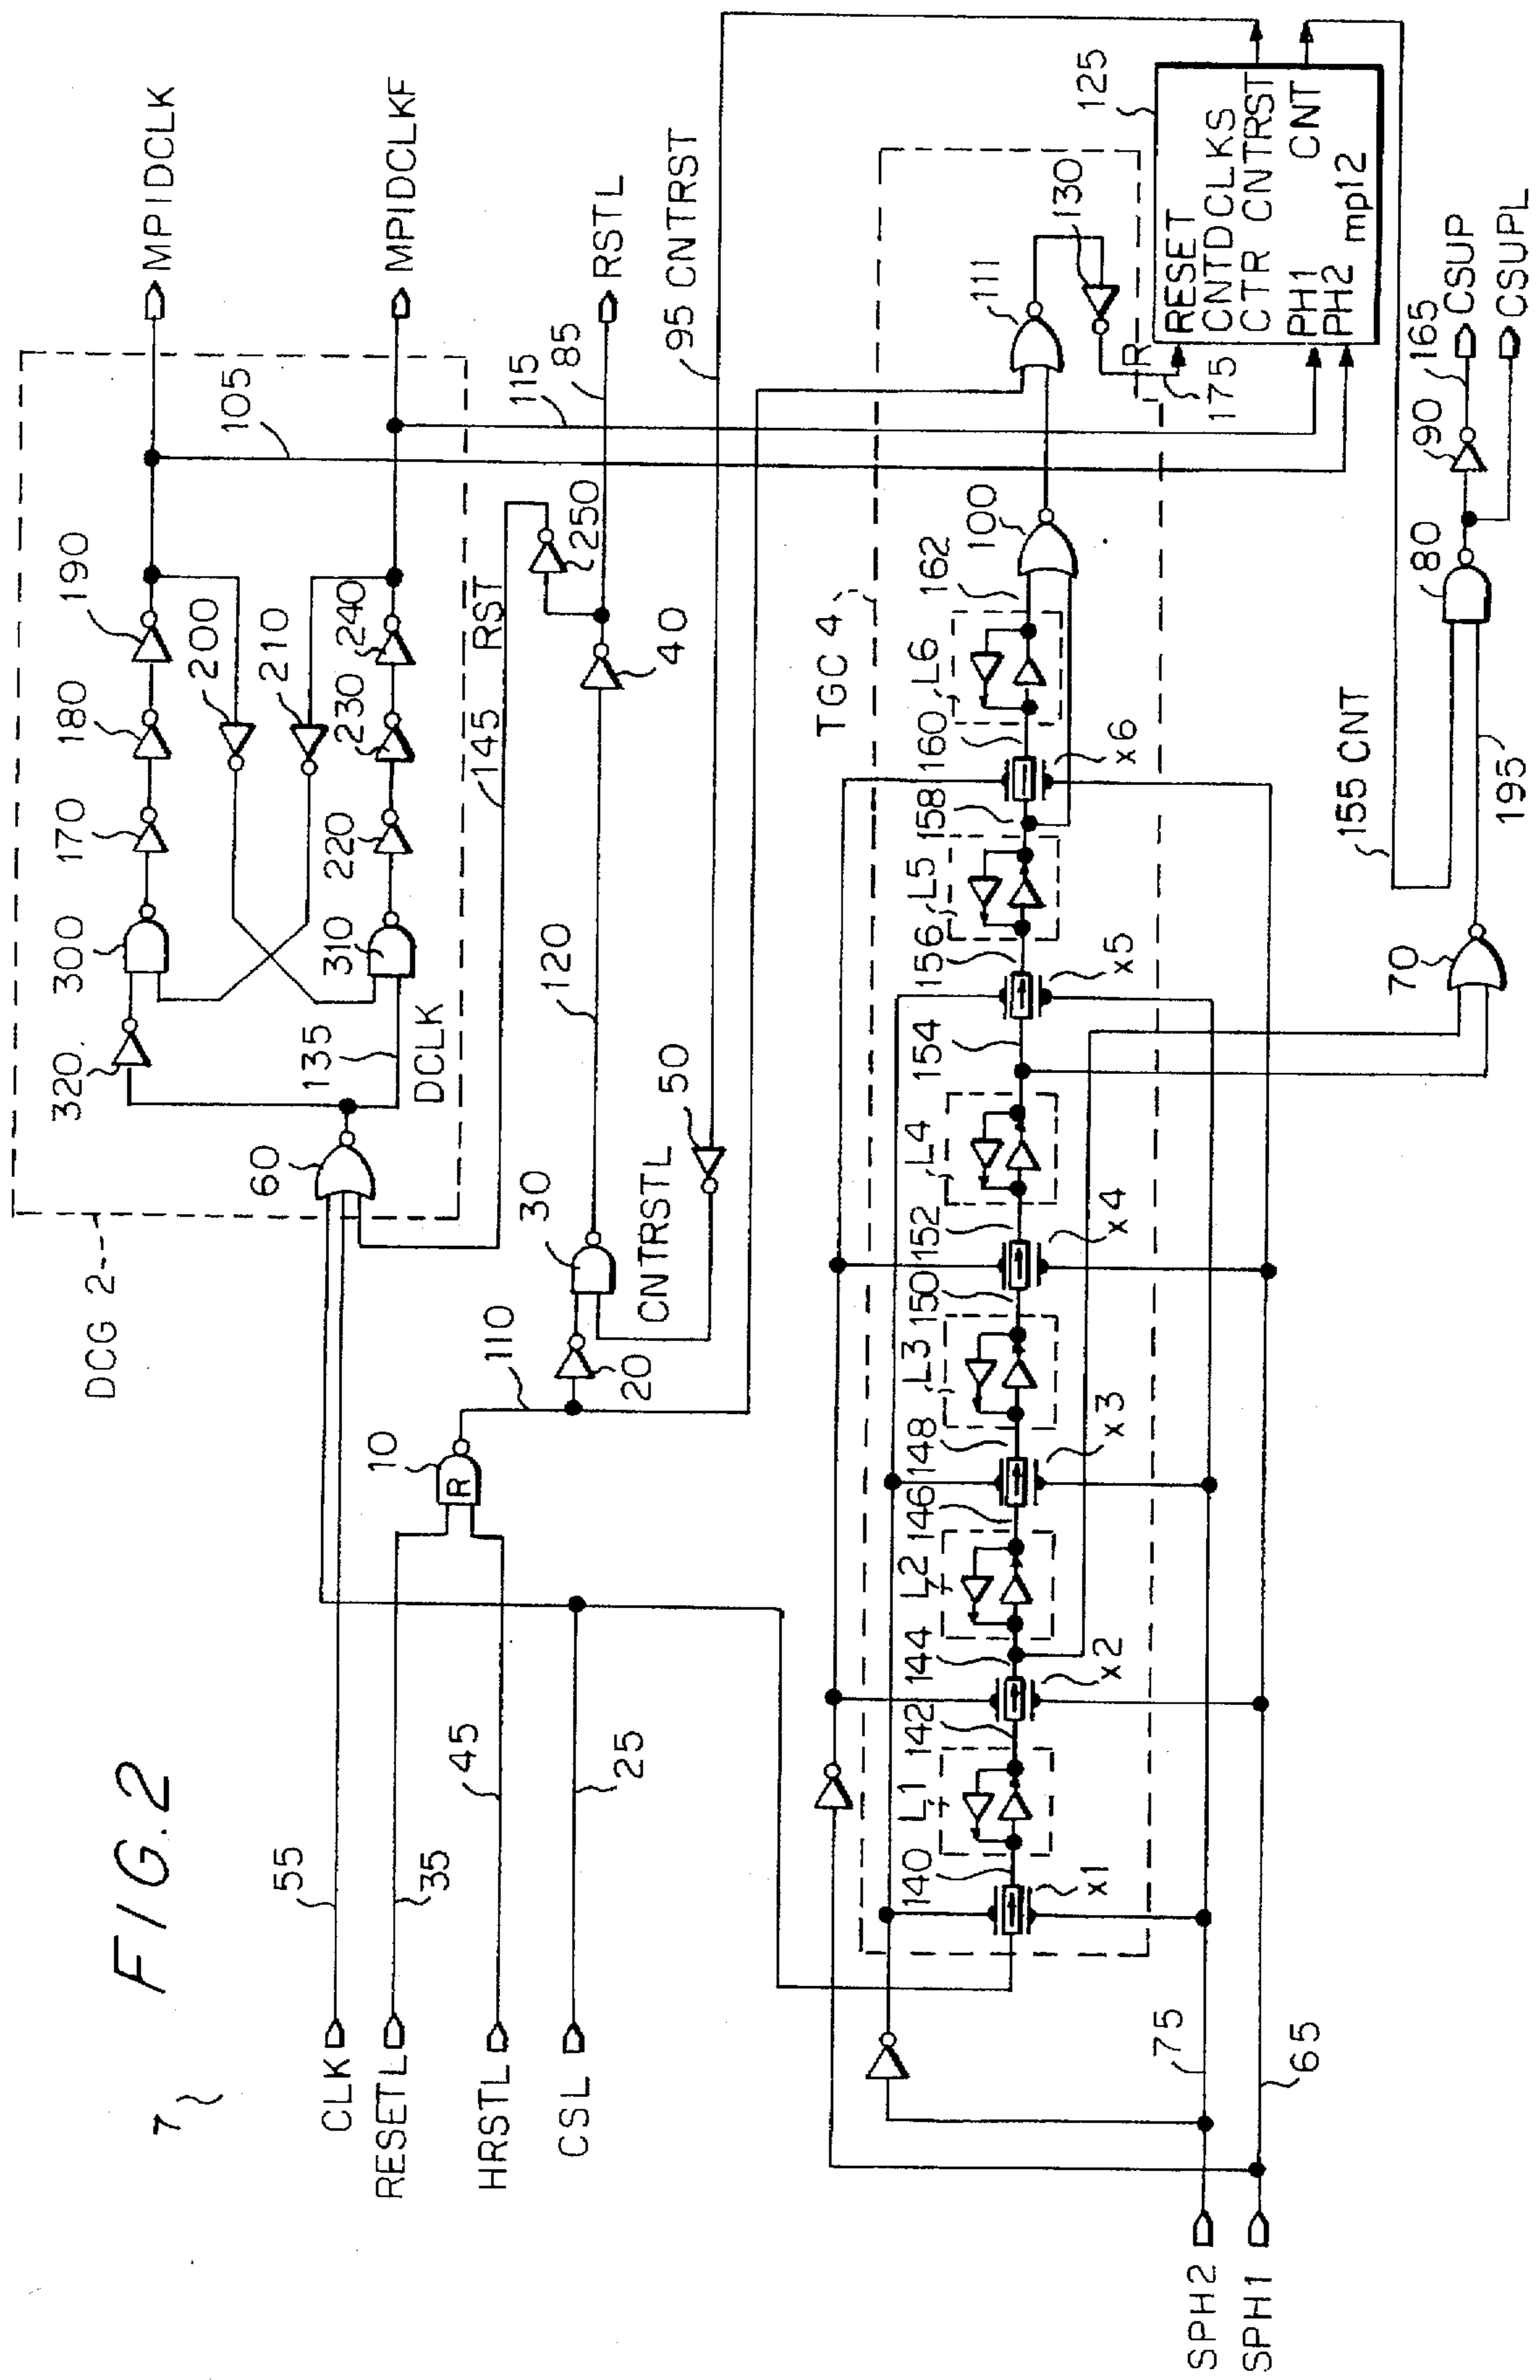 7
FIG. 2
CLK
55
RESETL
35
HRSTL
45
CSL
25
SPH2
75
SPH1
65
DCG 2
60
320.
135
DCLK
300
170
180
190
200
210
310
220
230
240
105
MPIDCLK
MPIDCLKF
10
R
110
20
30
CNTRSTL
50
120
40
145 RST
250
115
85
RSTL
95 CNTRST
TGC 4
x1
140
L1
142
x2
144
L2
146
x3
148
L3
150
x4
152
L4
154
x5
156
L5
158
x6
160
L6
162
100
111
130
R
175
125
RESET
CNTDCLKS
CTR CNTRST
PH1
CNT
PH2
mp12
155 CNT
70
195
80
90
165
CSUP
CSUPL